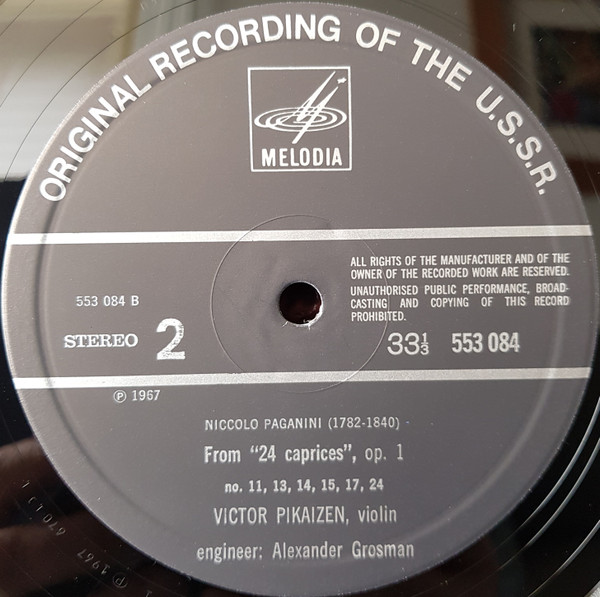 ORIGINAL RECORDING OF THE U.S.S.R.
MELODIA
ALL RIGHTS OF THE MANUFACTURER AND OF THE
OWNER OF THE RECORDED WORK ARE RESERVED.
UNAUTHORISED PUBLIC PERFORMANCE, BROAD-
CASTING AND COPYING OF THIS RECORD
PROHIBITED.
553 084 B
STEREO 2
33⅓ 553 084
℗ 1967
NICCOLO PAGANINI (1782-1840)
From "24 caprices", op. 1
no. 11, 13, 14, 15, 17, 24
VICTOR PIKAIZEN, violin
engineer: Alexander Grosman
℗ 1967